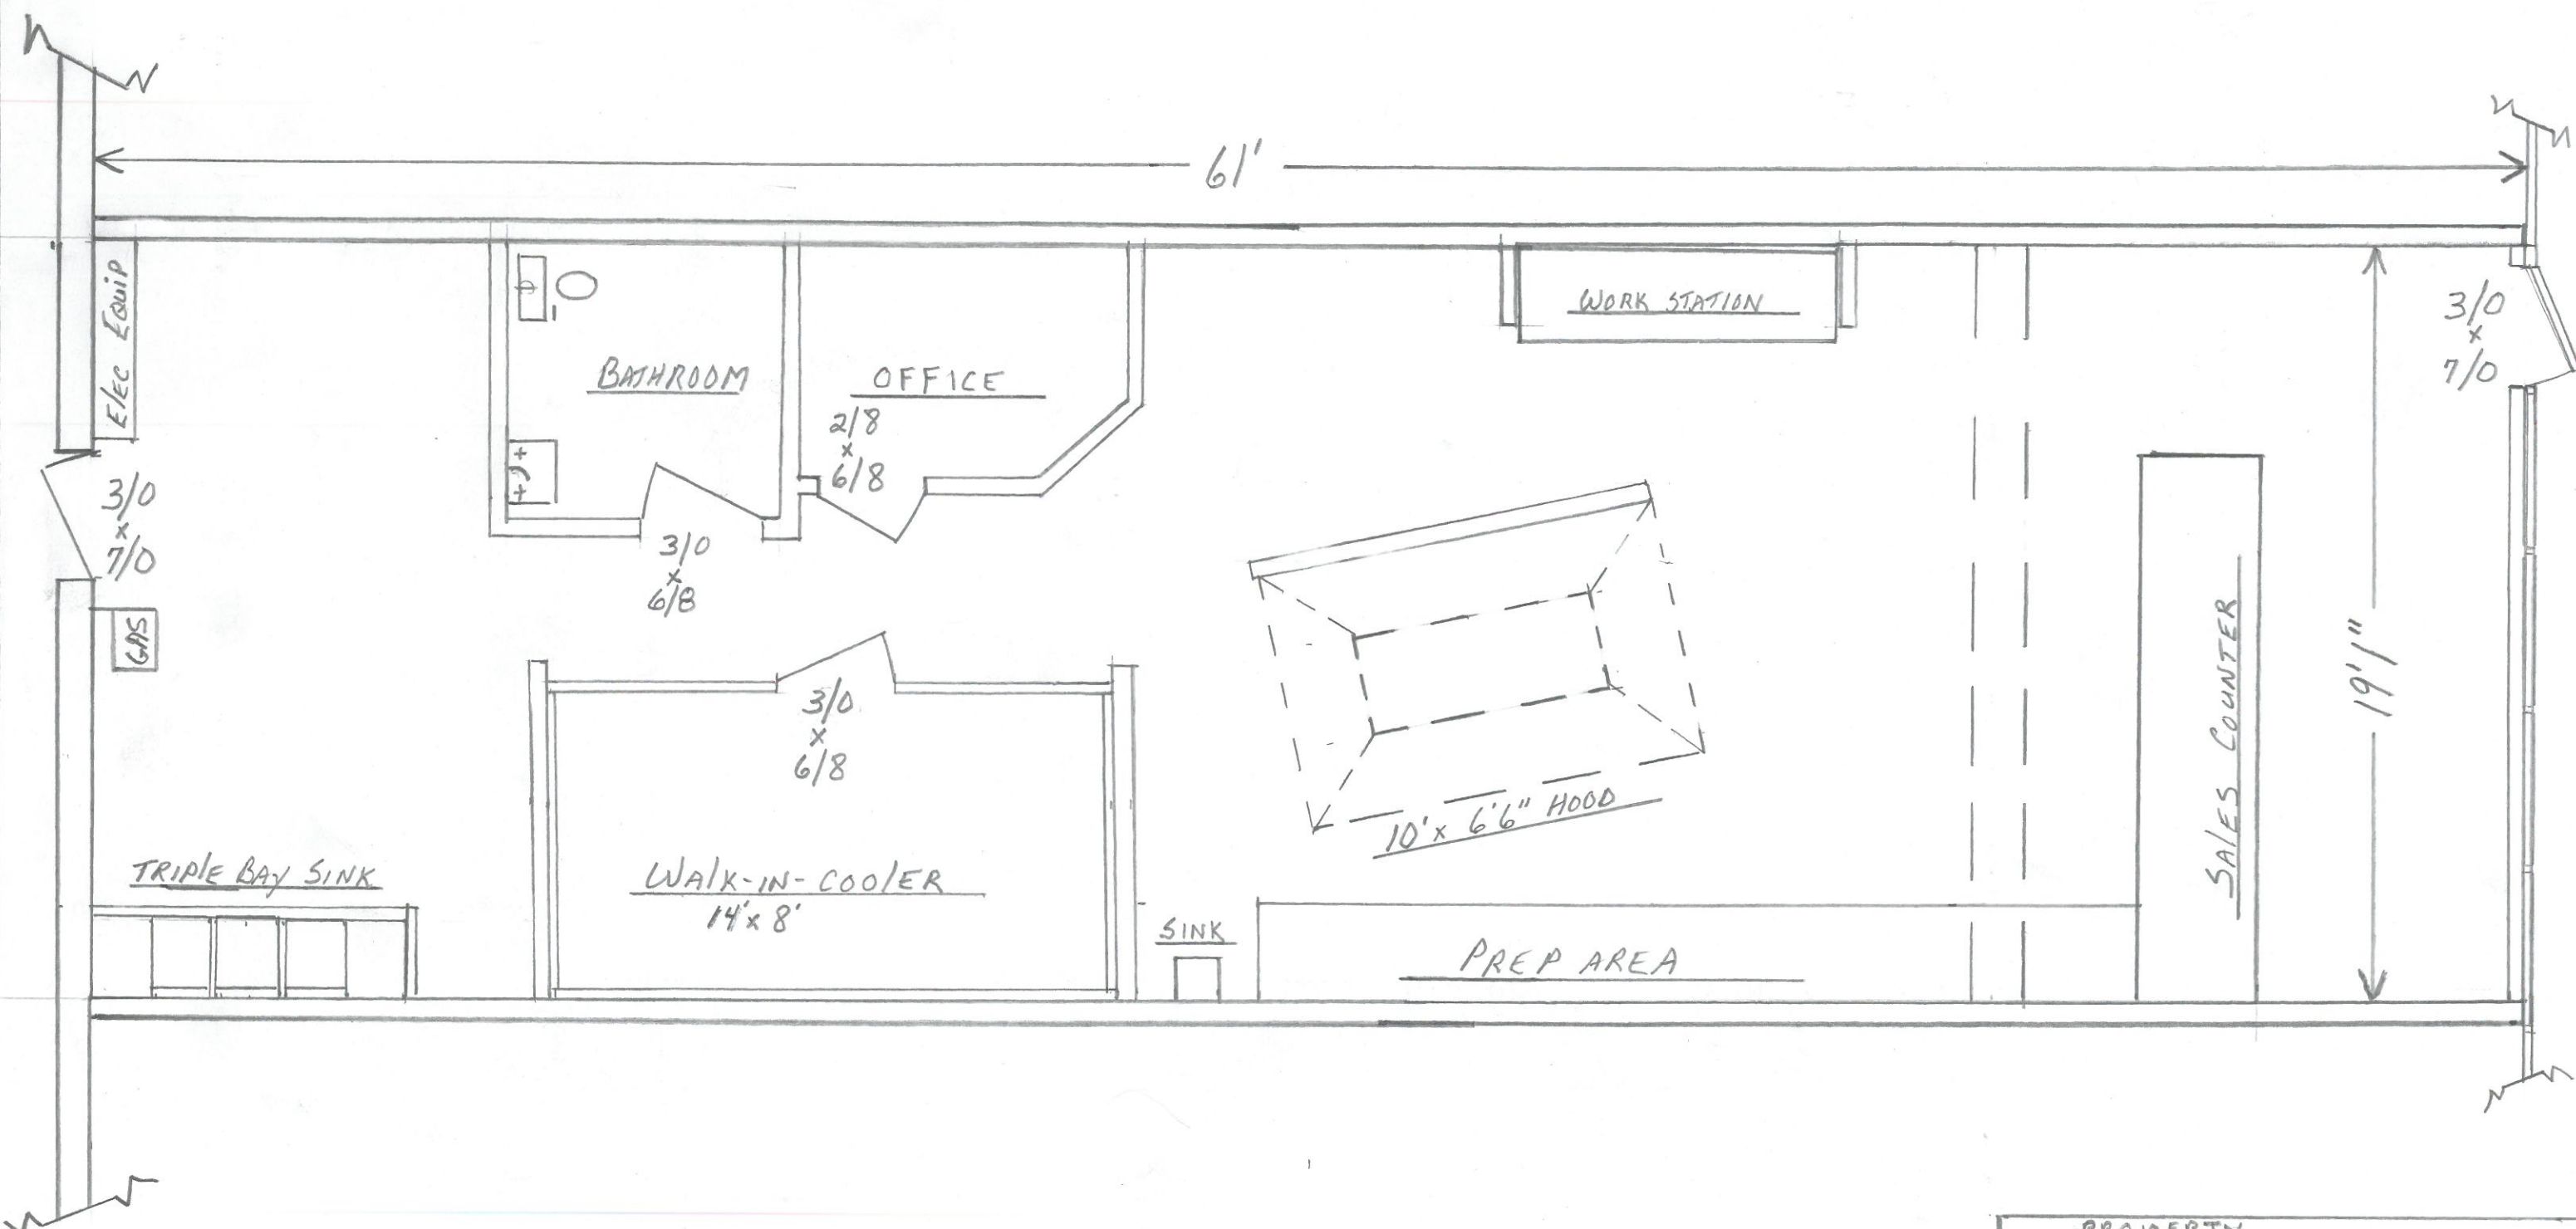 61'
Elec Equip
WORK STATION
3/0
x
7/0
BATHROOM
OFFICE
2/8
x
6/8
3/0
x
7/0
3/0
x
6/8
GAS
3/0
x
6/8
19'1"
SALES COUNTER
10' x 6'6" HOOD
TRIPLE BAY SINK
WALK-IN-COOLER
14' x 8'
SINK
PREP AREA